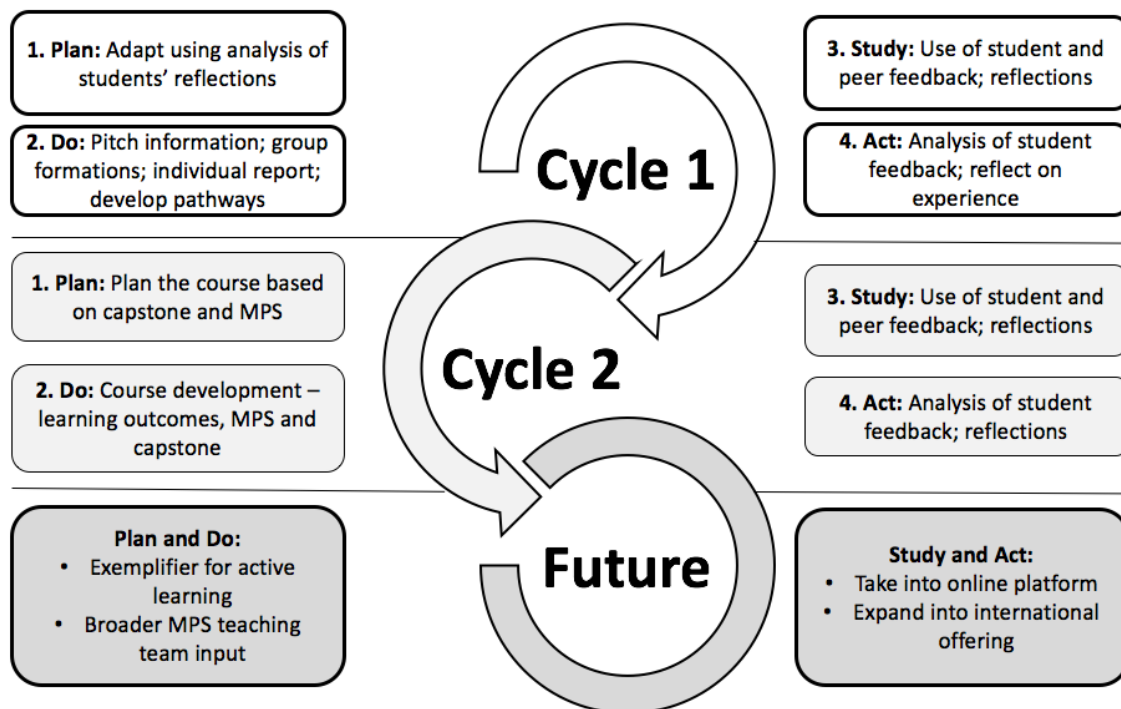 1. Plan: Adapt using analysis of
students’ reflections
2. Do: Pitch information; group
formations; individual report;
develop pathways
Cycle 1
3. Study: Use of student and
peer feedback; reflections
4. Act: Analysis of student
feedback; reflect on
experience
1. Plan: Plan the course based
on capstone and MPS
2. Do: Course development –
learning outcomes, MPS and
capstone
Cycle 2
3. Study: Use of student and
peer feedback; reflections
4. Act: Analysis of student
feedback; reflections
Plan and Do:
• Exemplifier for active
learning
• Broader MPS teaching
team input
Future
Study and Act:
• Take into online platform
• Expand into international
offering